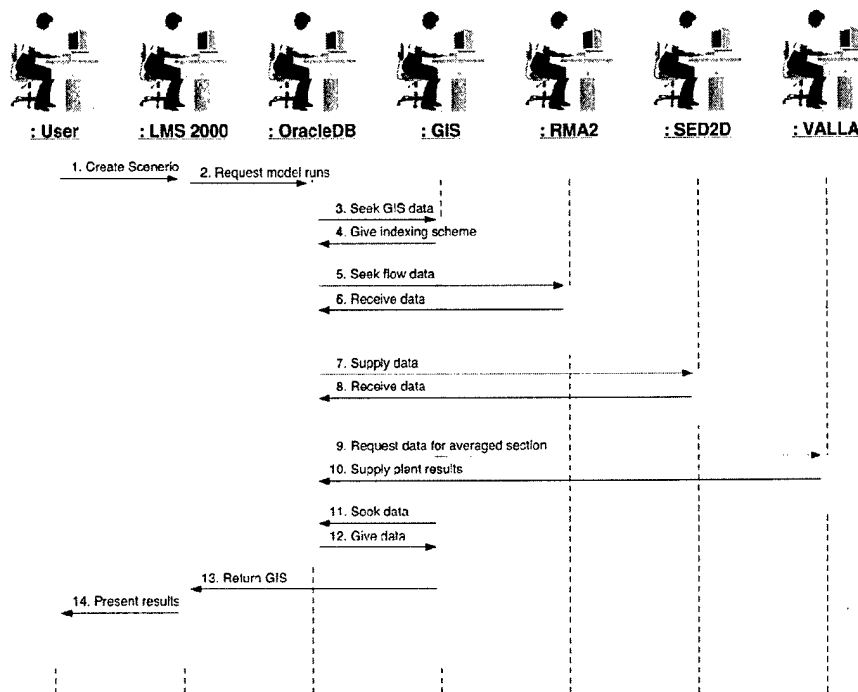 : User : LMS 2000 : OracleDB : GIS : RMA2 : SED2D : VALLA
1. Create Scenerio
2. Request model runs
3. Seek GIS data
4. Give indexing scheme
5. Seek flow data
6. Receive data
7. Supply data
8. Receive data
9. Request data for averaged section
10. Supply plant results
11. Seek data
12. Give data
13. Return GIS
14. Present results